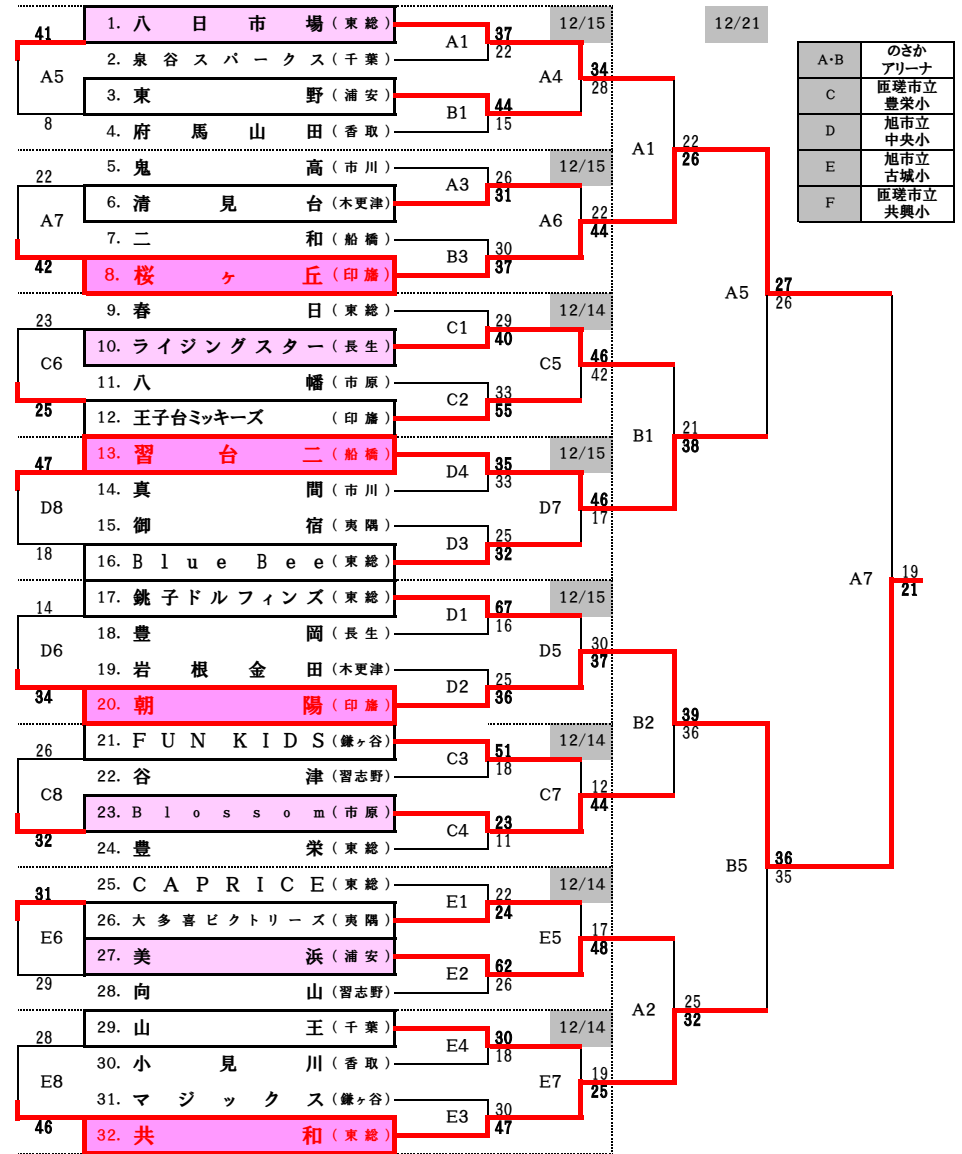 12/15
12/21
41
1. 八日市場 (東総)
37
A1
22
2. 泉谷スパークス (千葉)
A5
A4
34
28
3. 東野 (浦安)
44
B1
15
8
4. 府馬山田 (香取)
A・B のさかアリーナ
C 匝瑳市立豊栄小
D 旭市立中央小
E 旭市立古城小
F 匝瑳市立共興小
A1
22
26
12/15
22
5. 鬼高 (市川)
26
A3
31
6. 清見台 (木更津)
A7
A6
22
44
7. 二和 (船橋)
30
B3
37
42
8. 桜ヶ丘 (印旛)
A5
27
26
12/14
23
9. 春日 (東総)
29
C1
40
10. ライジングスター (長生)
C6
C5
46
42
11. 八幡 (市原)
33
C2
55
25
12. 王子台ミッキーズ (印旛)
B1
21
38
12/15
47
13. 習台二 (船橋)
35
D4
33
14. 真間 (市川)
D8
D7
46
17
15. 御宿 (夷隅)
25
D3
32
18
16. Blue Bee (東総)
A7
19
21
12/15
14
17. 銚子ドルフィンズ (東総)
67
D1
16
18. 豊岡 (長生)
D6
D5
30
37
19. 岩根金田 (木更津)
25
D2
36
34
20. 朝陽 (印旛)
B2
39
36
12/14
26
21. FUN KIDS (鎌ヶ谷)
51
C3
18
22. 谷津 (習志野)
C8
C7
12
44
23. Blossom (市原)
23
C4
11
32
24. 豊栄 (東総)
B5
36
35
12/14
31
25. CAPRICE (東総)
22
E1
24
26. 大多喜ビクトリーズ (夷隅)
E6
E5
17
48
27. 美浜 (浦安)
62
E2
26
29
28. 向山 (習志野)
A2
25
32
12/14
28
29. 山王 (千葉)
30
E4
18
30. 小見川 (香取)
E8
E7
19
25
31. マジックス (鎌ヶ谷)
30
E3
47
46
32. 共和 (東総)